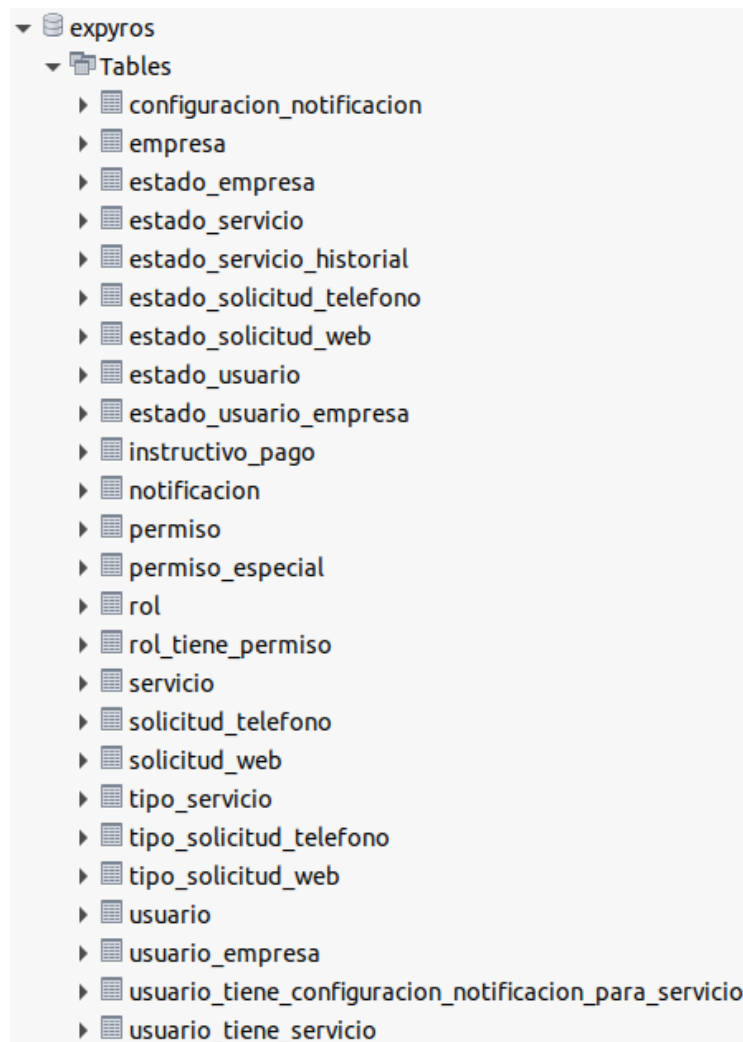 expyros
Tables
configuracion_notificacion
empresa
estado_empresa
estado_servicio
estado_servicio_historial
estado_solicitud_telefono
estado_solicitud_web
estado_usuario
estado_usuario_empresa
instructivo_pago
notificacion
permiso
permiso_especial
rol
rol_tiene_permiso
servicio
solicitud_telefono
solicitud_web
tipo_servicio
tipo_solicitud_telefono
tipo_solicitud_web
usuario
usuario_empresa
usuario_tiene_configuracion_notificacion_para_servicio
usuario_tiene_servicio